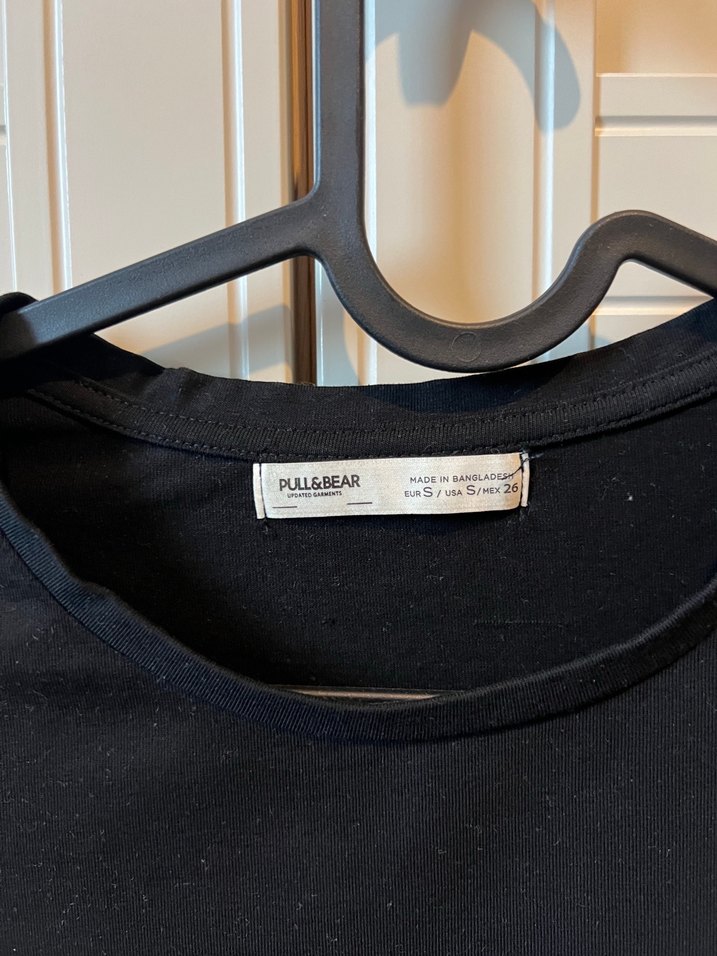 PULL&BEAR
UPDATED GARMENTS
MADE IN BANGLADESH
EUR S / USA S / MEX 26